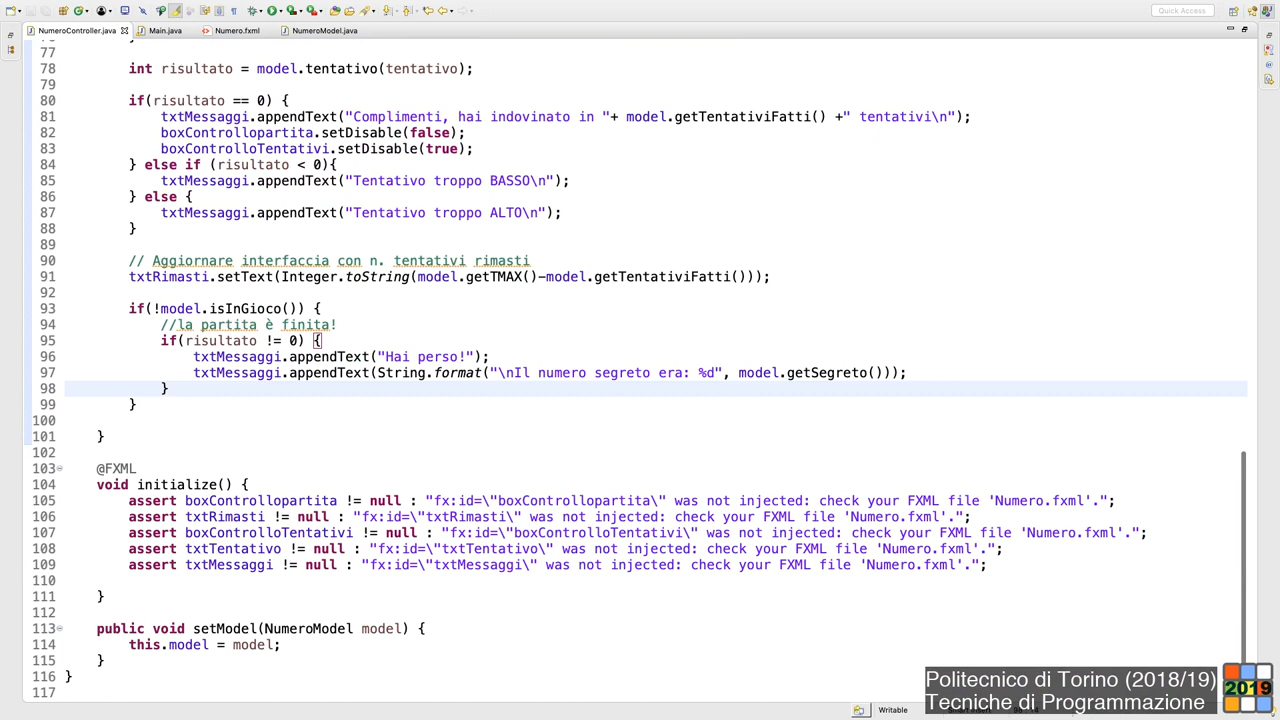 Quick Access
NumeroController.java
Main.java
Numero.fxml
NumeroModel.java
77
78 int risultato = model.tentativo(tentativo);
79
80 if(risultato == 0) {
81 txtMessaggi.appendText("Complimenti, hai indovinato in "+ model.getTentativiFatti() +" tentativi\n");
82 boxControllopartita.setDisable(false);
83 boxControlloTentativi.setDisable(true);
84 } else if (risultato < 0){
85 txtMessaggi.appendText("Tentativo troppo BASSO\n");
86 } else {
87 txtMessaggi.appendText("Tentativo troppo ALTO\n");
88 }
89
90 // Aggiornare interfaccia con n. tentativi rimasti
91 txtRimasti.setText(Integer.toString(model.getTMAX()-model.getTentativiFatti()));
92
93 if(!model.isInGioco()) {
94 //la partita è finita!
95 if(risultato != 0) {
96 txtMessaggi.appendText("Hai perso!");
97 txtMessaggi.appendText(String.format("\nIl numero segreto era: %d", model.getSegreto()));
98 }
99 }
100
101 }
102
103 @FXML
104 void initialize() {
105 assert boxControllopartita != null : "fx:id=\"boxControllopartita\" was not injected: check your FXML file 'Numero.fxml'.";
106 assert txtRimasti != null : "fx:id=\"txtRimasti\" was not injected: check your FXML file 'Numero.fxml'.";
107 assert boxControlloTentativi != null : "fx:id=\"boxControlloTentativi\" was not injected: check your FXML file 'Numero.fxml'.";
108 assert txtTentativo != null : "fx:id=\"txtTentativo\" was not injected: check your FXML file 'Numero.fxml'.";
109 assert txtMessaggi != null : "fx:id=\"txtMessaggi\" was not injected: check your FXML file 'Numero.fxml'.";
110
111 }
112
113 public void setModel(NumeroModel model) {
114 this.model = model;
115 }
116 }
117
Politecnico di Torino (2018/19)
Tecniche di Programmazione
2019
Writable